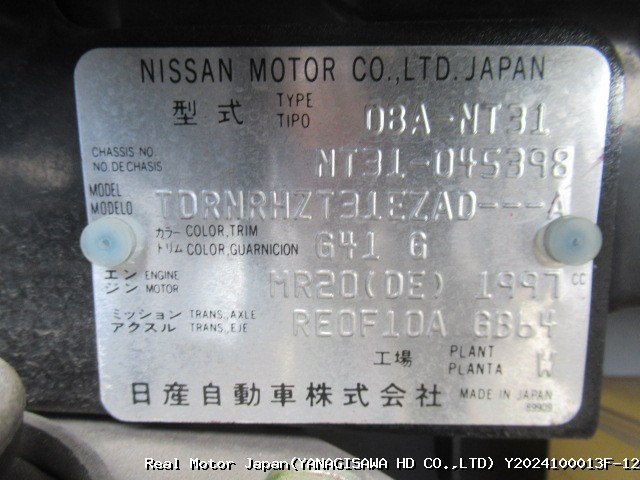 NISSAN MOTOR CO.,LTD.JAPAN
型式 TYPE TIPO DBA-NT31
CHASSIS NO.
NO.DE CHASIS NT31-045398
MODEL
MODELO TDRNRHZT31EZAD---A
カラー COLOR,TRIM
トリム COLOR,GUARNICION G41 G
エン ENGINE
ジン MOTOR MR20(DE) 1997 cc
ミッション TRANS.,AXLE
アクスル TRANS.,EJE RE0F10A GB64
工場 PLANT PLANTA W
日産自動車株式会社 MADE IN JAPAN
89909
Real Motor Japan(YANAGISAWA HD CO.,LTD) Y2024100013F-12